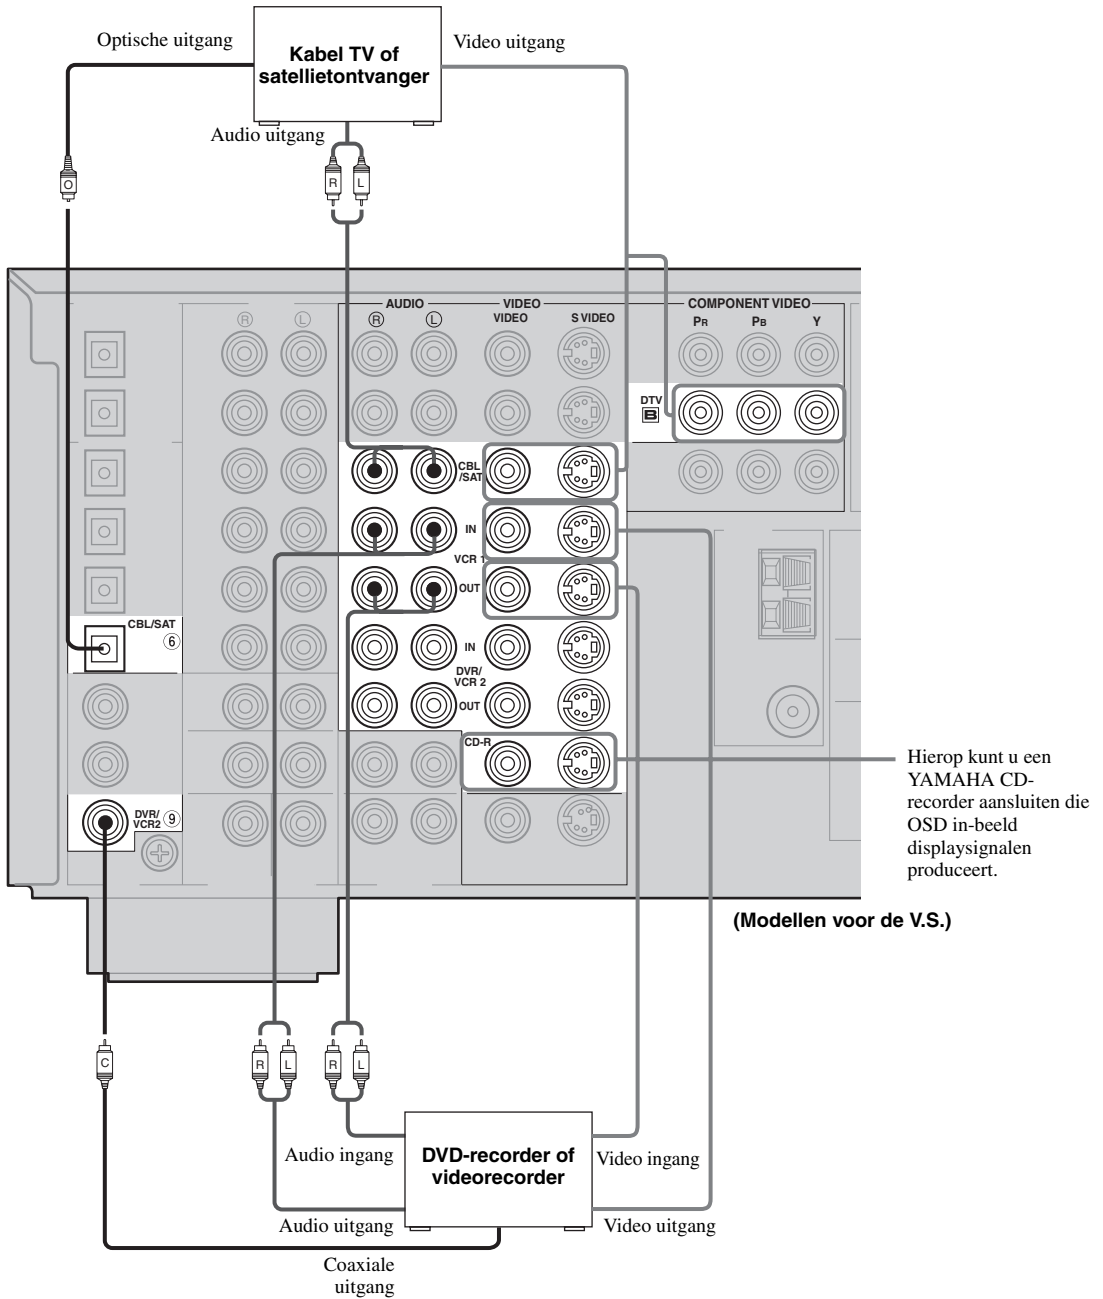 Optische uitgang
Kabel TV of
satellietontvanger
Video uitgang
Audio uitgang
O
R L
AUDIO
VIDEO
COMPONENT VIDEO
R L R L
VIDEO
S VIDEO
PR
PB
Y
DTV
B
CBL
/SAT
IN
VCR 1
OUT
CBL/SAT
6
IN
DVR/
VCR 2
OUT
CD-R
DVR/
VCR2
9
Hierop kunt u een
YAMAHA CD-
recorder aansluiten die
OSD in-beeld
displaysignalen
produceert.
(Modellen voor de V.S.)
C
R L R L
Audio ingang
DVD-recorder of
videorecorder
Video ingang
Audio uitgang
Video uitgang
Coaxiale
uitgang